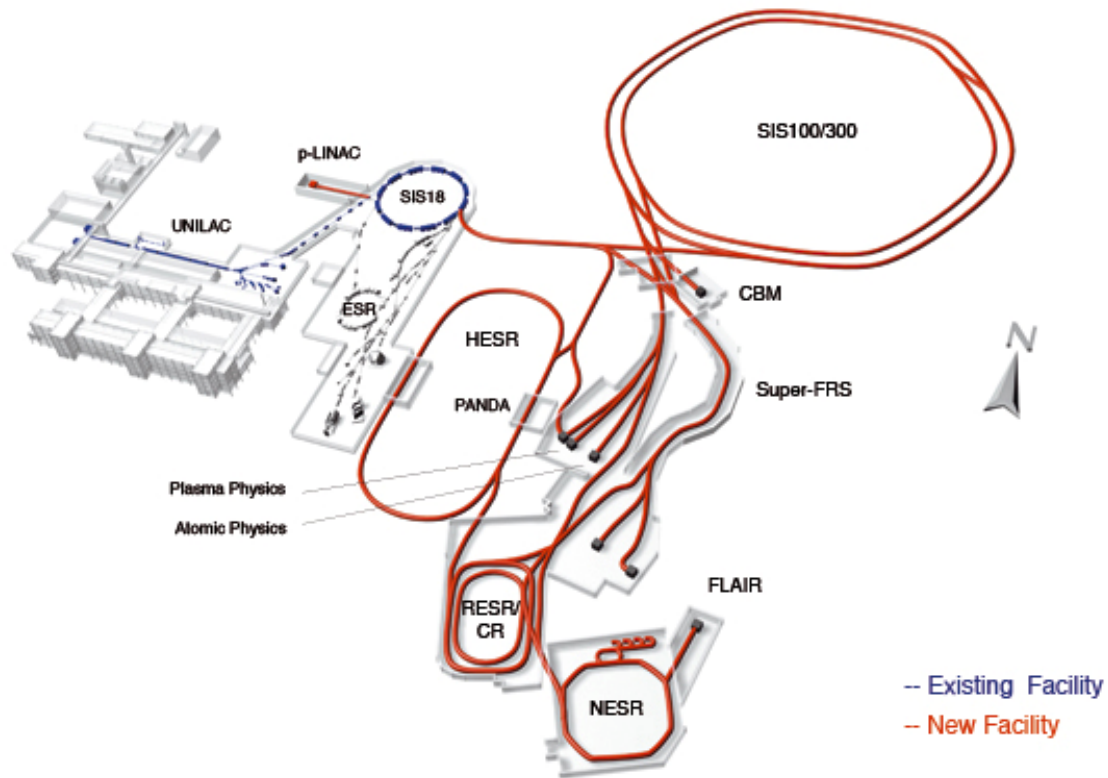 SIS100/300
p-LINAC
SIS18
UNILAC
CBM
ESR
N
HESR
Super-FRS
PANDA
Plasma Physics
Atomic Physics
FLAIR
RESR/
CR
NESR
-- Existing Facility
-- New Facility